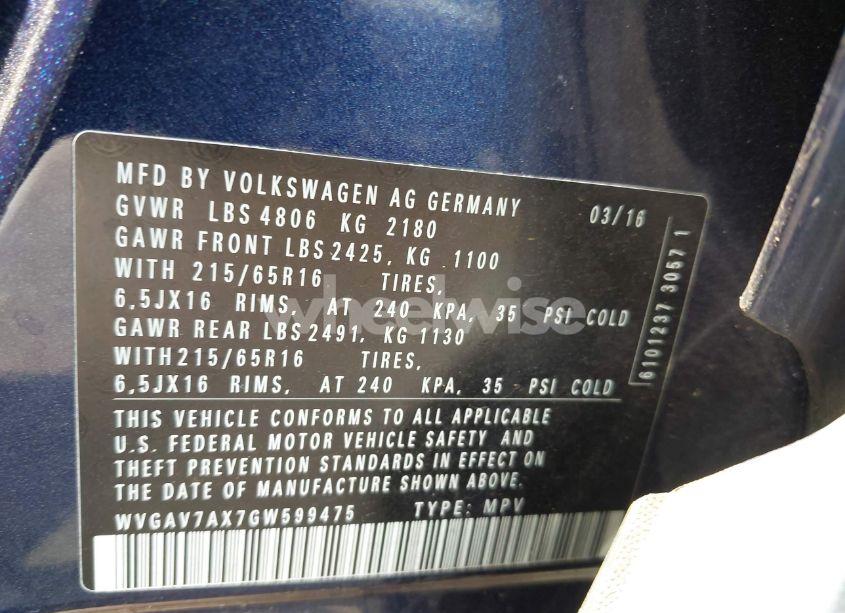 MFD BY VOLKSWAGEN AG GERMANY 03/16
GVWR LBS 4806 KG 2180
GAWR FRONT LBS 2425, KG 1100
WITH 215/65R16 TIRES,
6,5JX16 RIMS, AT 240 KPA, 35 PSI COLD
GAWR REAR LBS 2491, KG 1130
WITH 215/65R16 TIRES,
6,5JX16 RIMS, AT 240 KPA, 35 PSI COLD
THIS VEHICLE CONFORMS TO ALL APPLICABLE
U.S. FEDERAL MOTOR VEHICLE SAFETY AND
THEFT PREVENTION STANDARDS IN EFFECT ON
THE DATE OF MANUFACTURE SHOWN ABOVE.
WVGAV7AX7GW599475 TYPE: MPV
6101237 3057 1
wheelwise